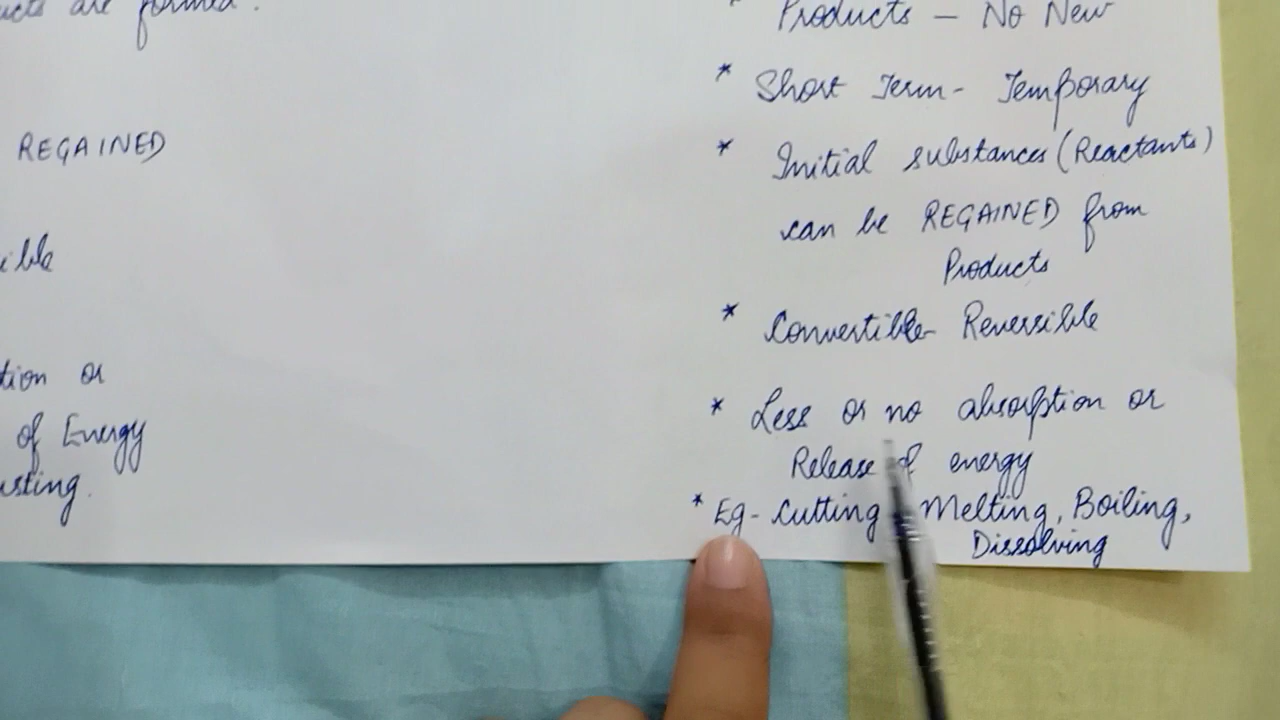 ucts are formed.
REGAINED
ible
tion or
of Energy
usting.
* Products – No New
* Short Term - Temporary
* Initial substances (Reactants)
can be REGAINED from
Products
* Convertible - Reversible
* Less or no absorption or
Release of energy
* Eg - Cutting Melting, Boiling,
Dissolving